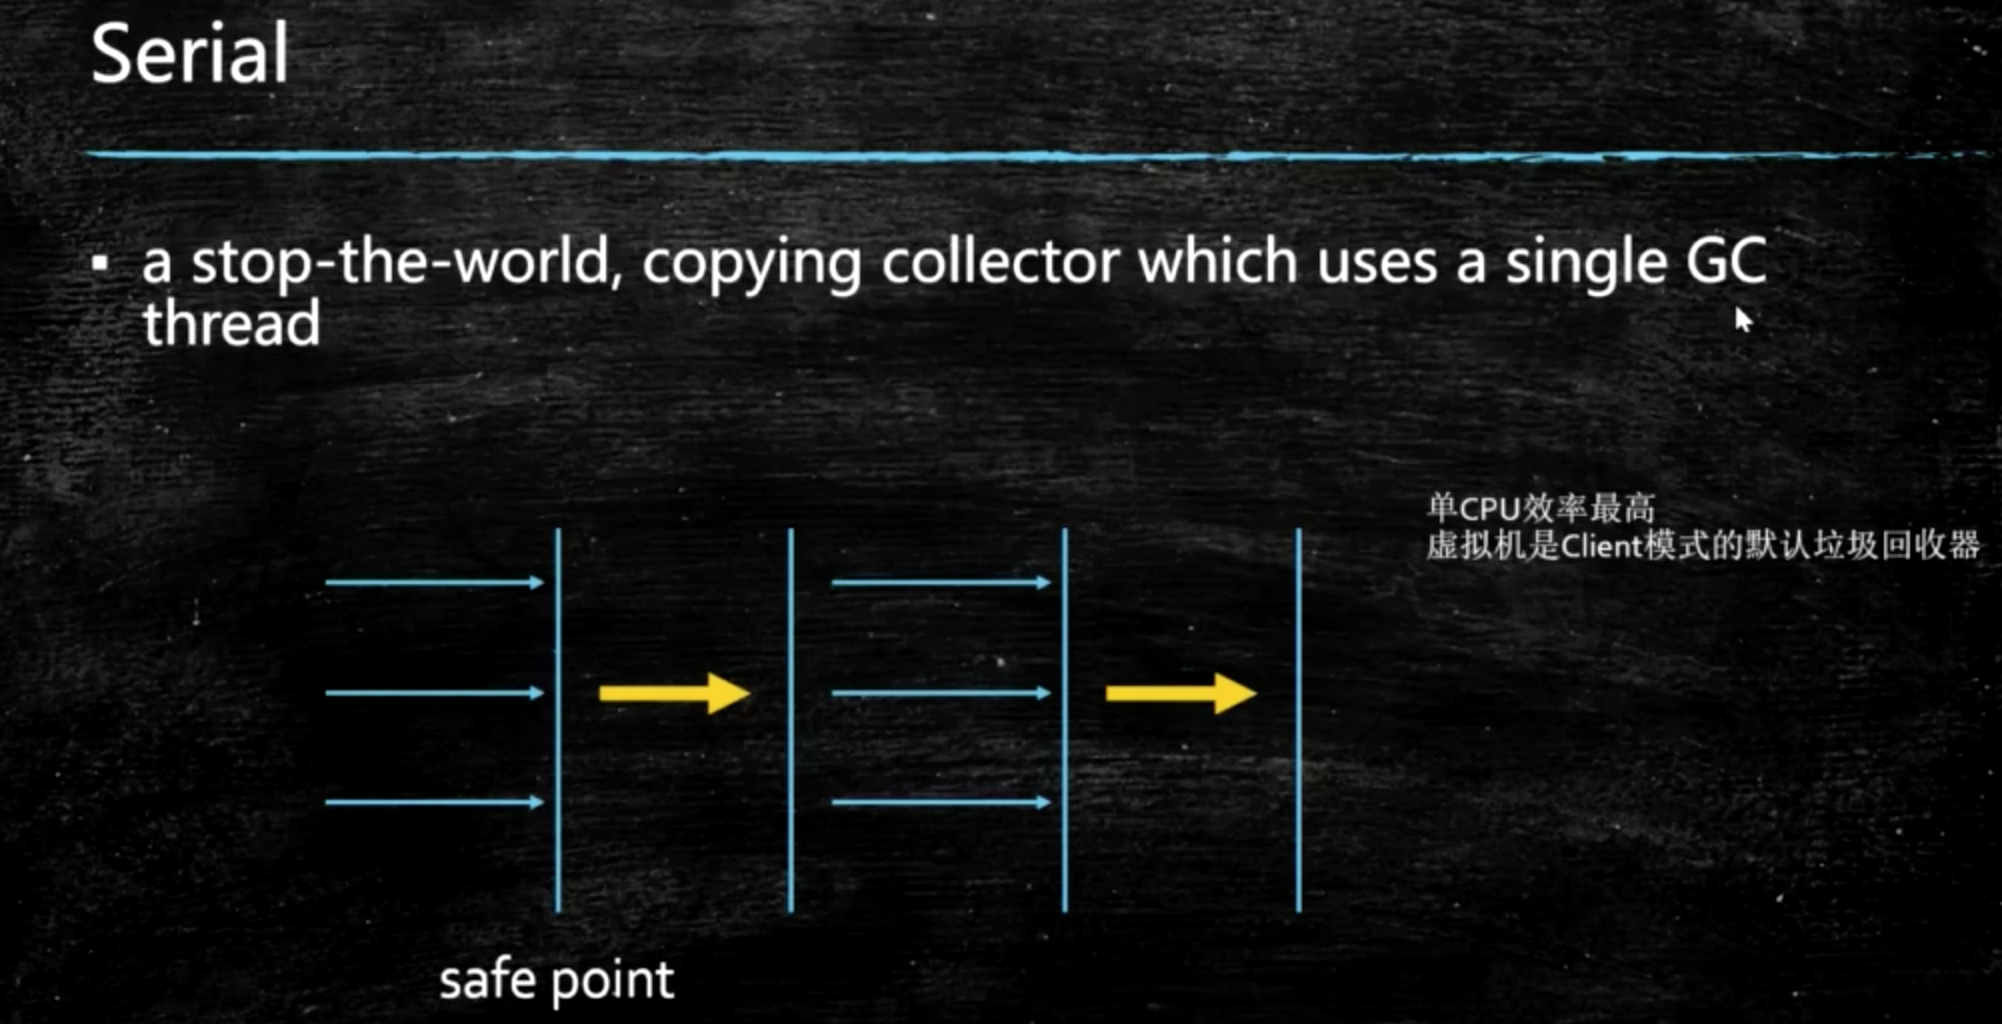 Serial
▪ a stop-the-world, copying collector which uses a single GC
thread
单CPU效率最高
虚拟机是Client模式的默认垃圾回收器
safe point